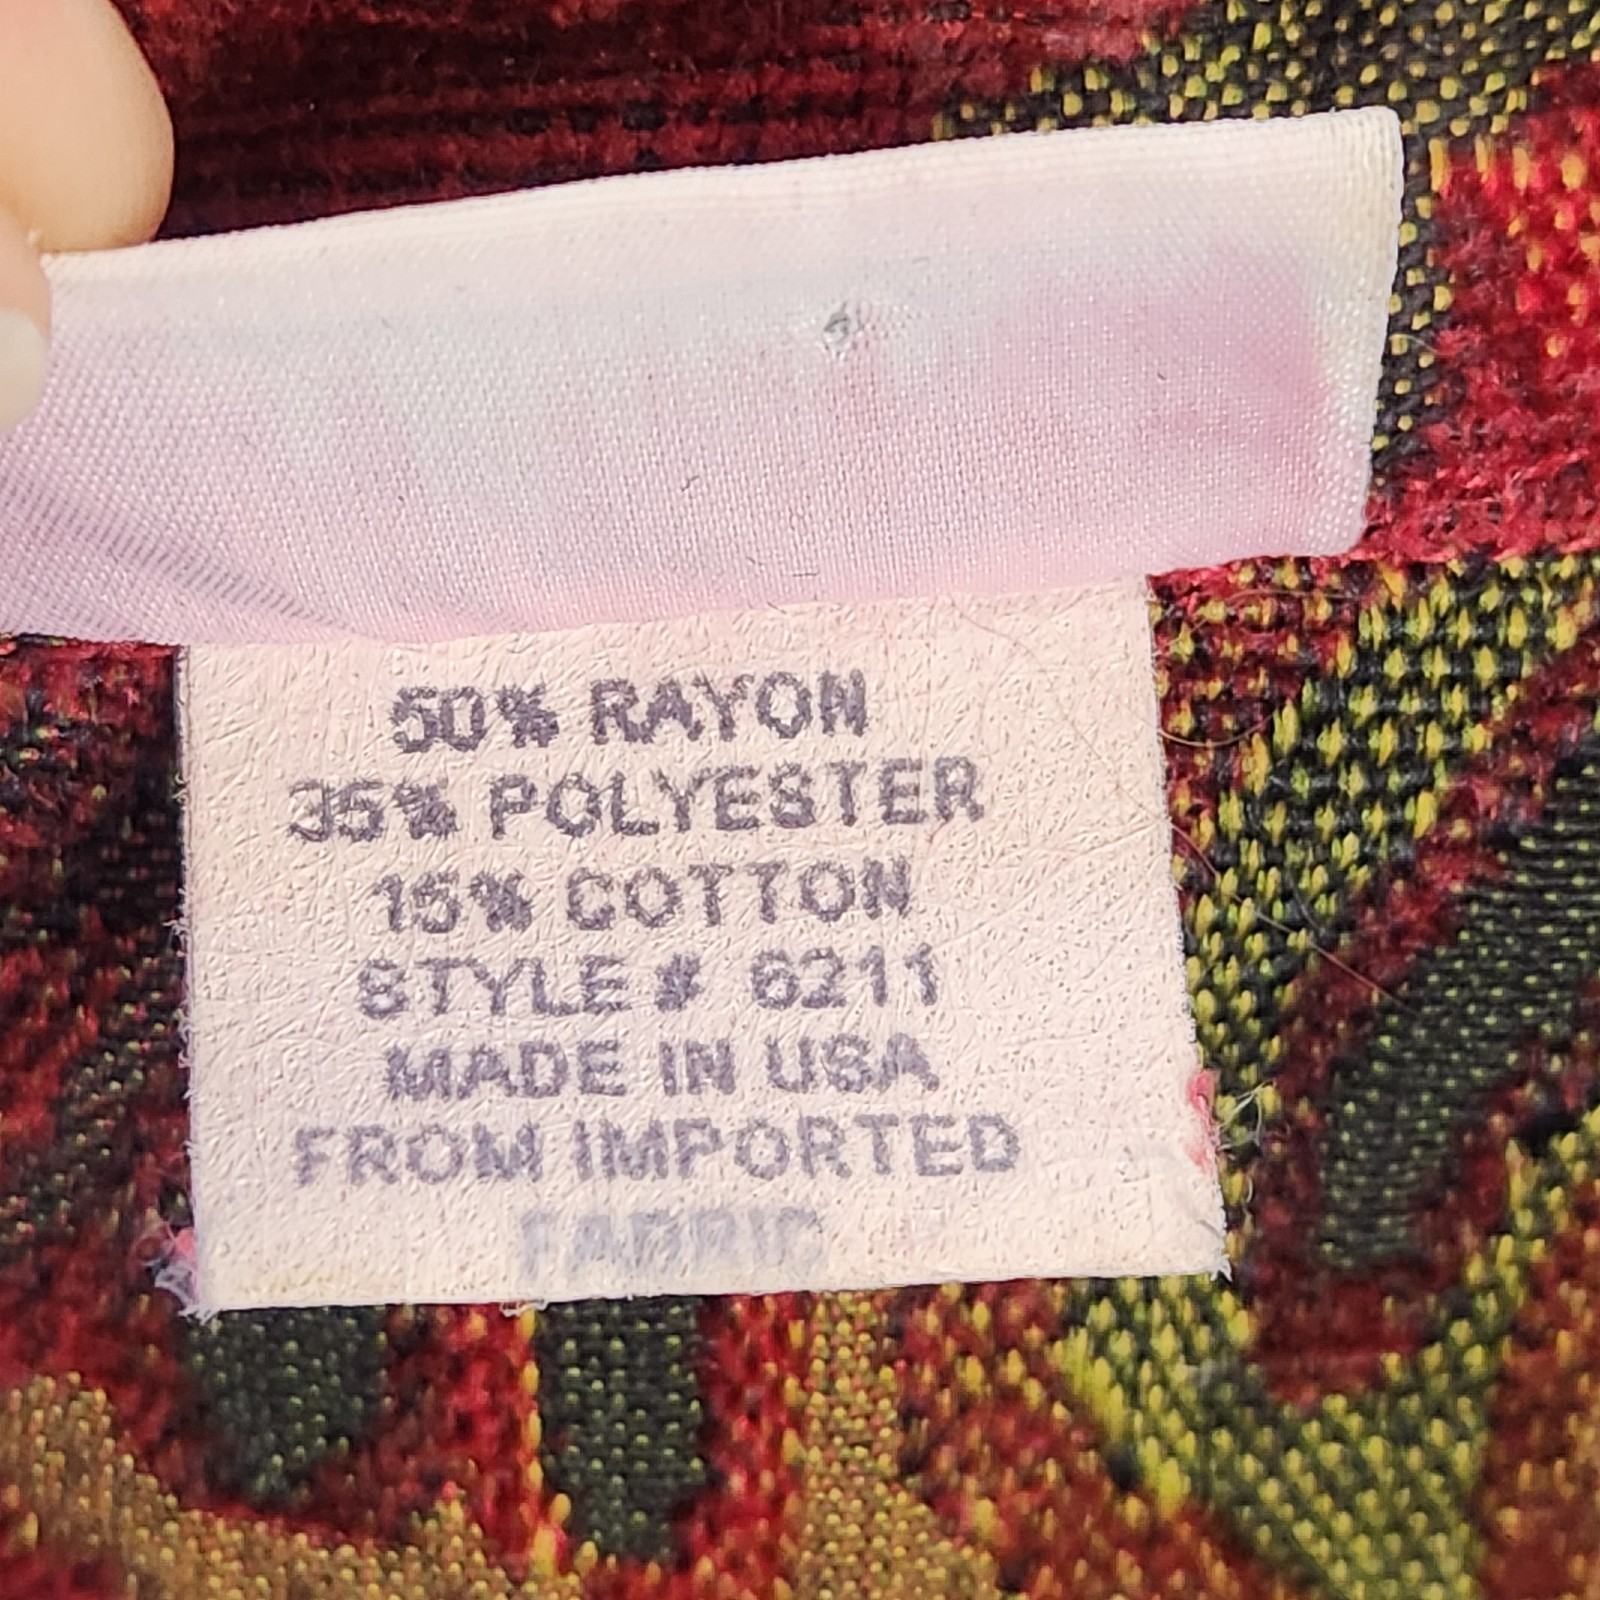 50% RAYON
35% POLYESTER
15% COTTON
STYLE # 6211
MADE IN USA
FROM IMPORTED
FABRIC